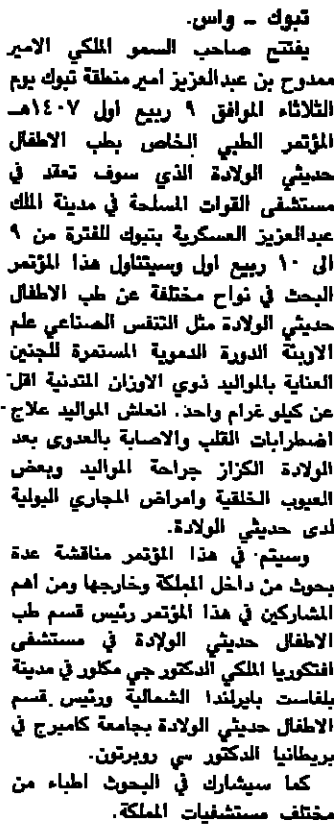 تبوك ـ واس.
يفتتح صاحب السمو الملكي الامير
ممدوح بن عبدالعزيز امير منطقة تبوك يوم
الثلاثاء الموافق ٩ ربيع اول ١٤٠٧هـ
المؤتمر الطبي الخاص بطب الاطفال
حديثي الولادة الذي سوف تعقد في
مستشفى القوات المسلحة في مدينة الملك
عبدالعزيز العسكرية بتبوك للفترة من ٩
الى ١٠ ربيع اول وسيتناول هذا المؤتمر
البحث في نواح مختلفة عن طب الاطفال
حديثي الولادة مثل التنفس الصناعي علم
الاوبئة الدورة الدموية المستمرة للجنين
العناية بالمواليد ذوي الاوزان المتدنية اقل
عن كيلو غرام واحد. انعاش المواليد علاج
اضطرابات القلب والاصابة بالعدوى بعد
الولادة الكزاز جراحة المواليد وبعض
العيوب الخلقية وامراض المجاري البولية
لدى حديثي الولادة.
وسيتم في هذا المؤتمر مناقشة عدة
بحوث من داخل المملكة وخارجها ومن اهم
المشاركين في هذا المؤتمر رئيس قسم طب
الاطفال حديثي الولادة في مستشفى
افتكوريا الملكي الدكتور جي مكلور في مدينة
بلفاست بايرلندا الشمالية ورئيس قسم
الاطفال حديثي الولادة بجامعة كامبرج في
بريطانيا الدكتور سي روبرتون.
كما سيشارك في البحوث اطباء من
مختلف مستشفيات المملكة.